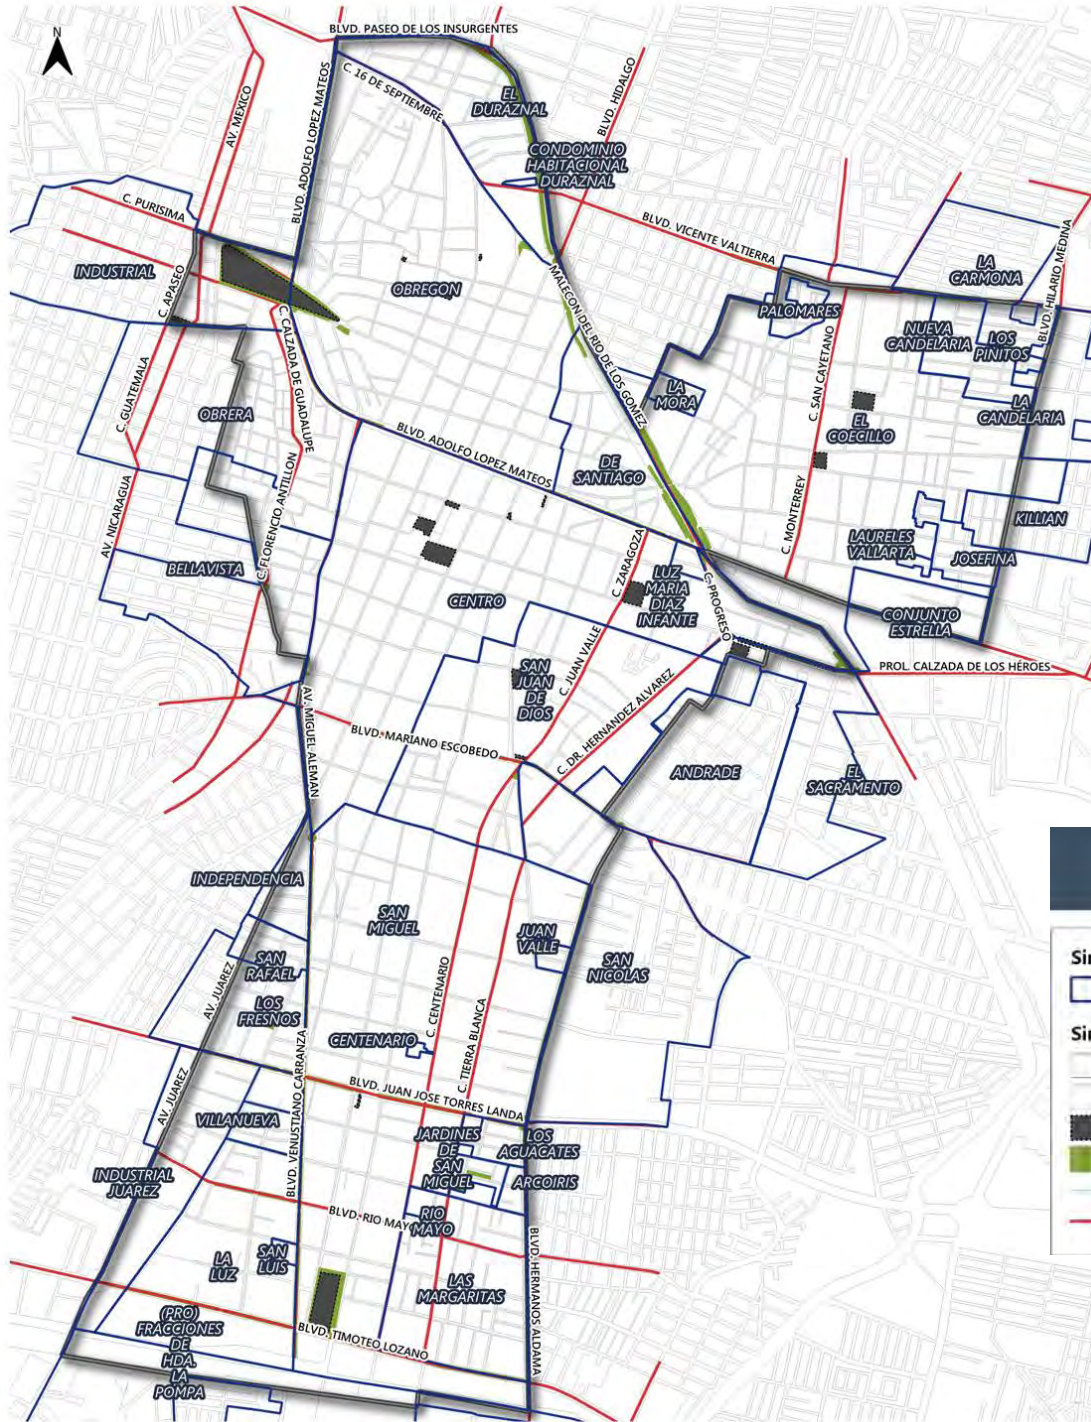 N
BLVD. PASEO DE LOS INSURGENTES
C. 16 DE SEPTIEMBRE
EL
DURAZNAL
BLVD. HIDALGO
AV. MEXICO
BLVD. ADOLFO LOPEZ MATEOS
CONDOMINIO
HABITACIONAL
DURAZNAL
C. PURISIMA
BLVD. VICENTE VALTIERRA
BLVD. HILARIO MEDINA
INDUSTRIAL
C. APASEO
OBREGON
LA
CARMONA
MALECON DEL RIO DE LOS GOMEZ
PALOMARES
NUEVA
CANDELARIA
LOS
PINITOS
C. CALZADA DE GUADALUPE
C. GUATEMALA
C. SAN CAYETANO
LA
MORA
OBRERA
EL
COECILLO
LA
CANDELARIA
BLVD. ADOLFO LOPEZ MATEOS
DE
SANTIAGO
AV. NICARAGUA
C. FLORENCIO ANTILLON
C. MONTERREY
KILLIAN
LAURELES
VALLARTA
JOSEFINA
BELLAVISTA
C. ZARAGOZA
LUZ
MARIA
DIAZ
INFANTE
C. PROGRESO
CENTRO
CONJUNTO
ESTRELLA
PROL. CALZADA DE LOS HÉROES
SAN
JUAN
DE
DIOS
C. JUAN VALLE
AV. MIGUEL ALEMAN
BLVD. MARIANO ESCOBEDO
C. DR. HERNANDEZ ALVAREZ
ANDRADE
EL
SACRAMENTO
INDEPENDENCIA
SAN
MIGUEL
JUAN
VALLE
SAN
NICOLAS
SAN
RAFAEL
LOS
FRESNOS
AV. JUAREZ
C. CENTENARIO
C. TIERRA BLANCA
CENTENARIO
BLVD. VENUSTIANO CARRANZA
BLVD. JUAN JOSE TORRES LANDA
AV. JUAREZ
VILLANUEVA
JARDINES
DE
SAN
MIGUEL
LOS
AGUACATES
ARCOIRIS
INDUSTRIAL
JUAREZ
BLVD. RIO MAYO
RIO
MAYO
LA
LUZ
SAN
LUIS
LAS
MARGARITAS
BLVD. HERMANOS ALDAMA
(PRO)
FRACCIONES
DE
HDA.
LA
POMPA
BLVD. TIMOTEO LOZANO